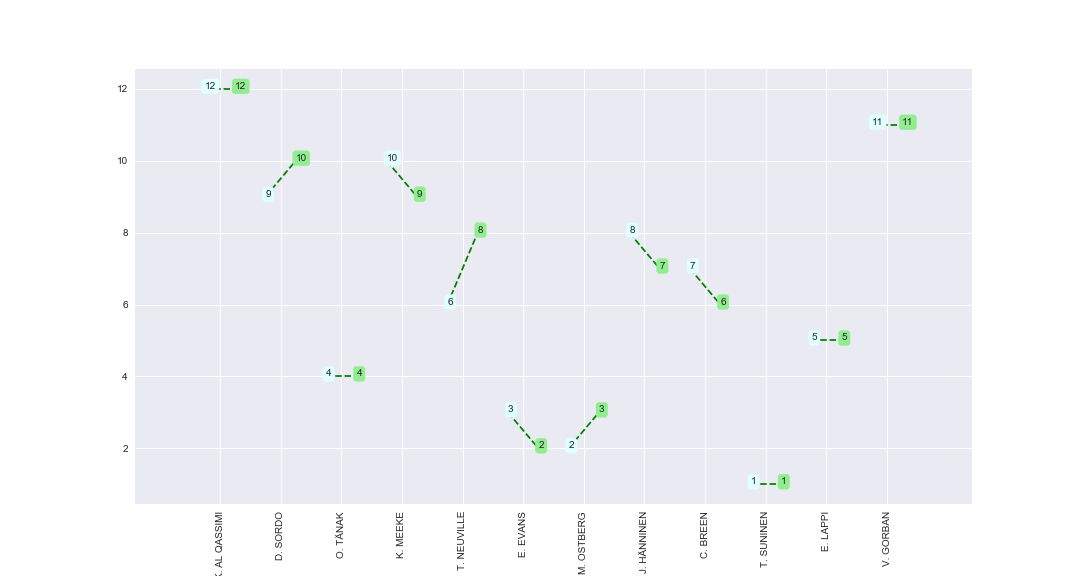 12 12
12
11 11
10 10
10
9 9
8 8
8
7 7
6 6
6
5 5
4 4
4
3 3
2 2
2
1 1
AL QASSIMI
D. SORDO
O. TÄNAK
K. MEEKE
T. NEUVILLE
E. EVANS
M. OSTBERG
J. HANNINEN
C. BREEN
T. SUNINEN
E. LAPPI
V. GORBAN